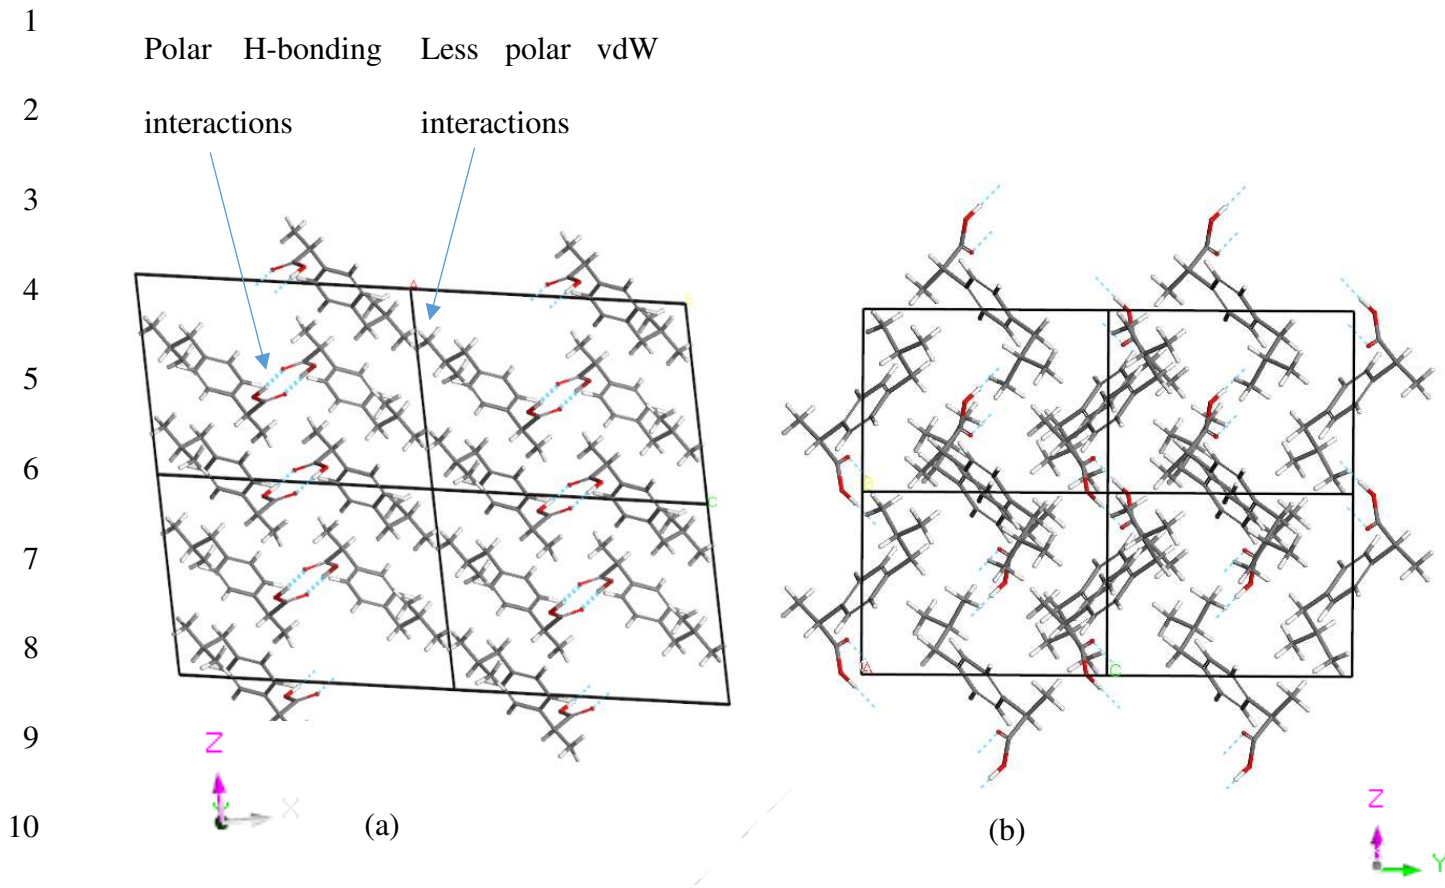 1
Polar H-bonding Less polar vdW
2
interactions interactions
3
4
A
B
5
6
B
C
7
8
A
C
9
Z
Z
10
Y X
(a)
(b)
Y